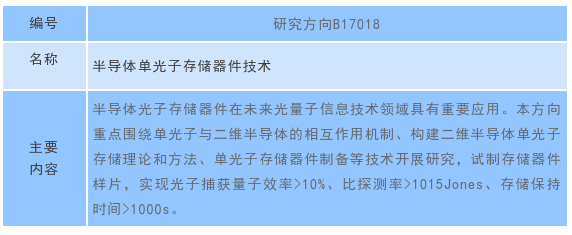 编号 研究方向B17018
名称 半导体单光子存储器件技术
主要
内容
半导体光子存储器件在未来光量子信息技术领域具有重要应用。本方向
重点围绕单光子与二维半导体的相互作用机制、构建二维半导体单光子
存储理论和方法、单光子存储器件制备等技术开展研究，试制存储器件
样片，实现光子捕获量子效率>10%、比探测率>1015Jones、存储保持
时间>1000s。